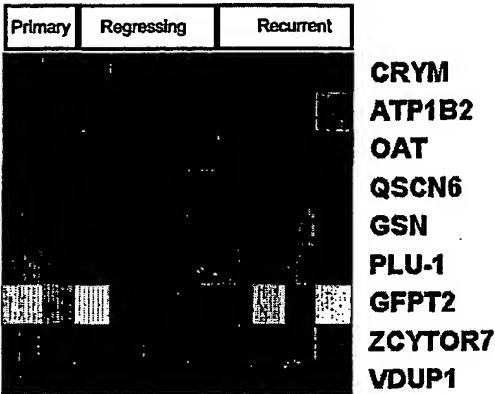 Primary Regressing Recurrent
CRYM
ATP1B2
OAT
QSCN6
GSN
PLU-1
GFPT2
ZCYTOR7
VDUP1